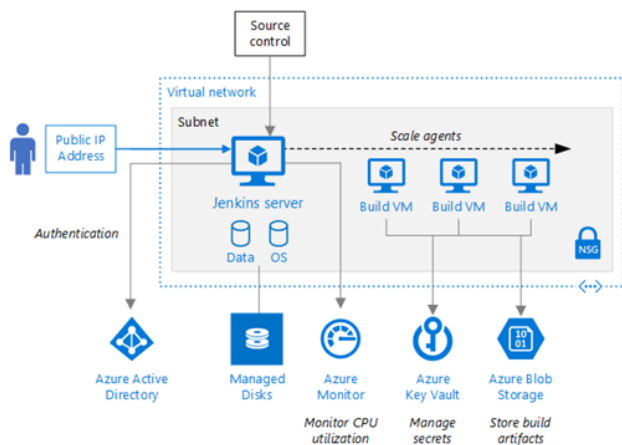 Source
control
Virtual network
Subnet
Public IP
Address
Scale agents
Jenkins server
Build VM
Build VM
Build VM
Data
OS
NSG
Authentication
10
01
Azure Active
Directory
Managed
Disks
Azure
Monitor
Azure
Key Vault
Azure Blob
Storage
Monitor CPU
utilization
Manage
secrets
Store build
artifacts